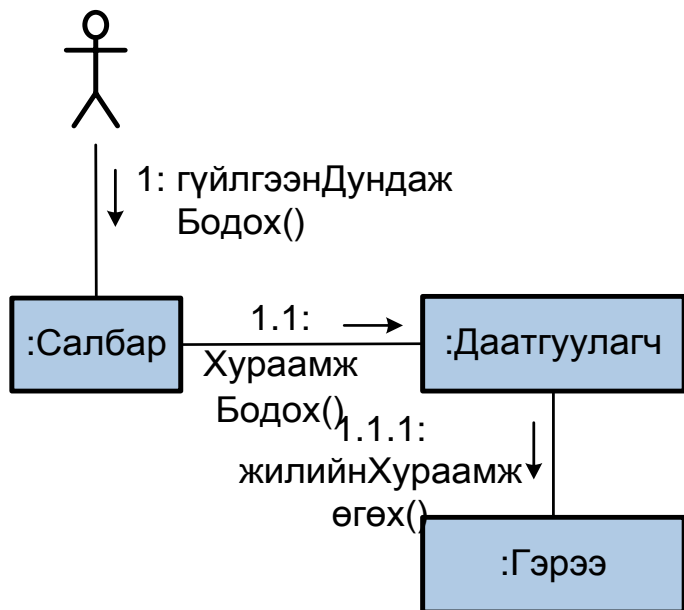 1: гүйлгээнДундаж
Бодох()
:Салбар
1.1:
Хураамж
Бодох()
:Даатгуулагч
1.1.1:
жилийнХураамж
өгөх()
:Гэрээ